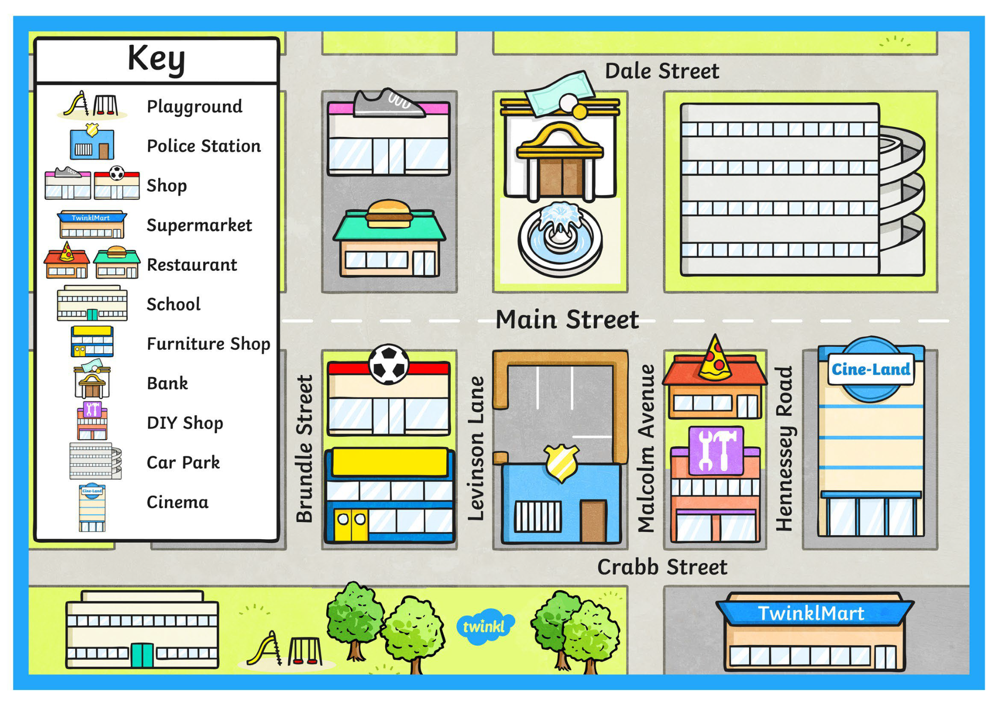 Key
Playground
Police Station
Shop
TwinklMart
Supermarket
Restaurant
School
Furniture Shop
Bank
DIY Shop
Car Park
Cine-Land
Cinema
Dale Street
Main Street
Brundle Street
Levinson Lane
Malcolm Avenue
Hennessey Road
Cine-Land
Crabb Street
twinkl
TwinklMart